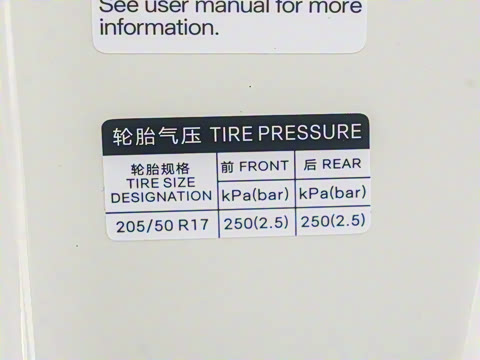 See user manual for more
information.
轮胎气压 TIRE PRESSURE
轮胎规格
TIRE SIZE
DESIGNATION
前 FRONT 后 REAR
kPa(bar) kPa(bar)
205/50 R17 250(2.5) 250(2.5)